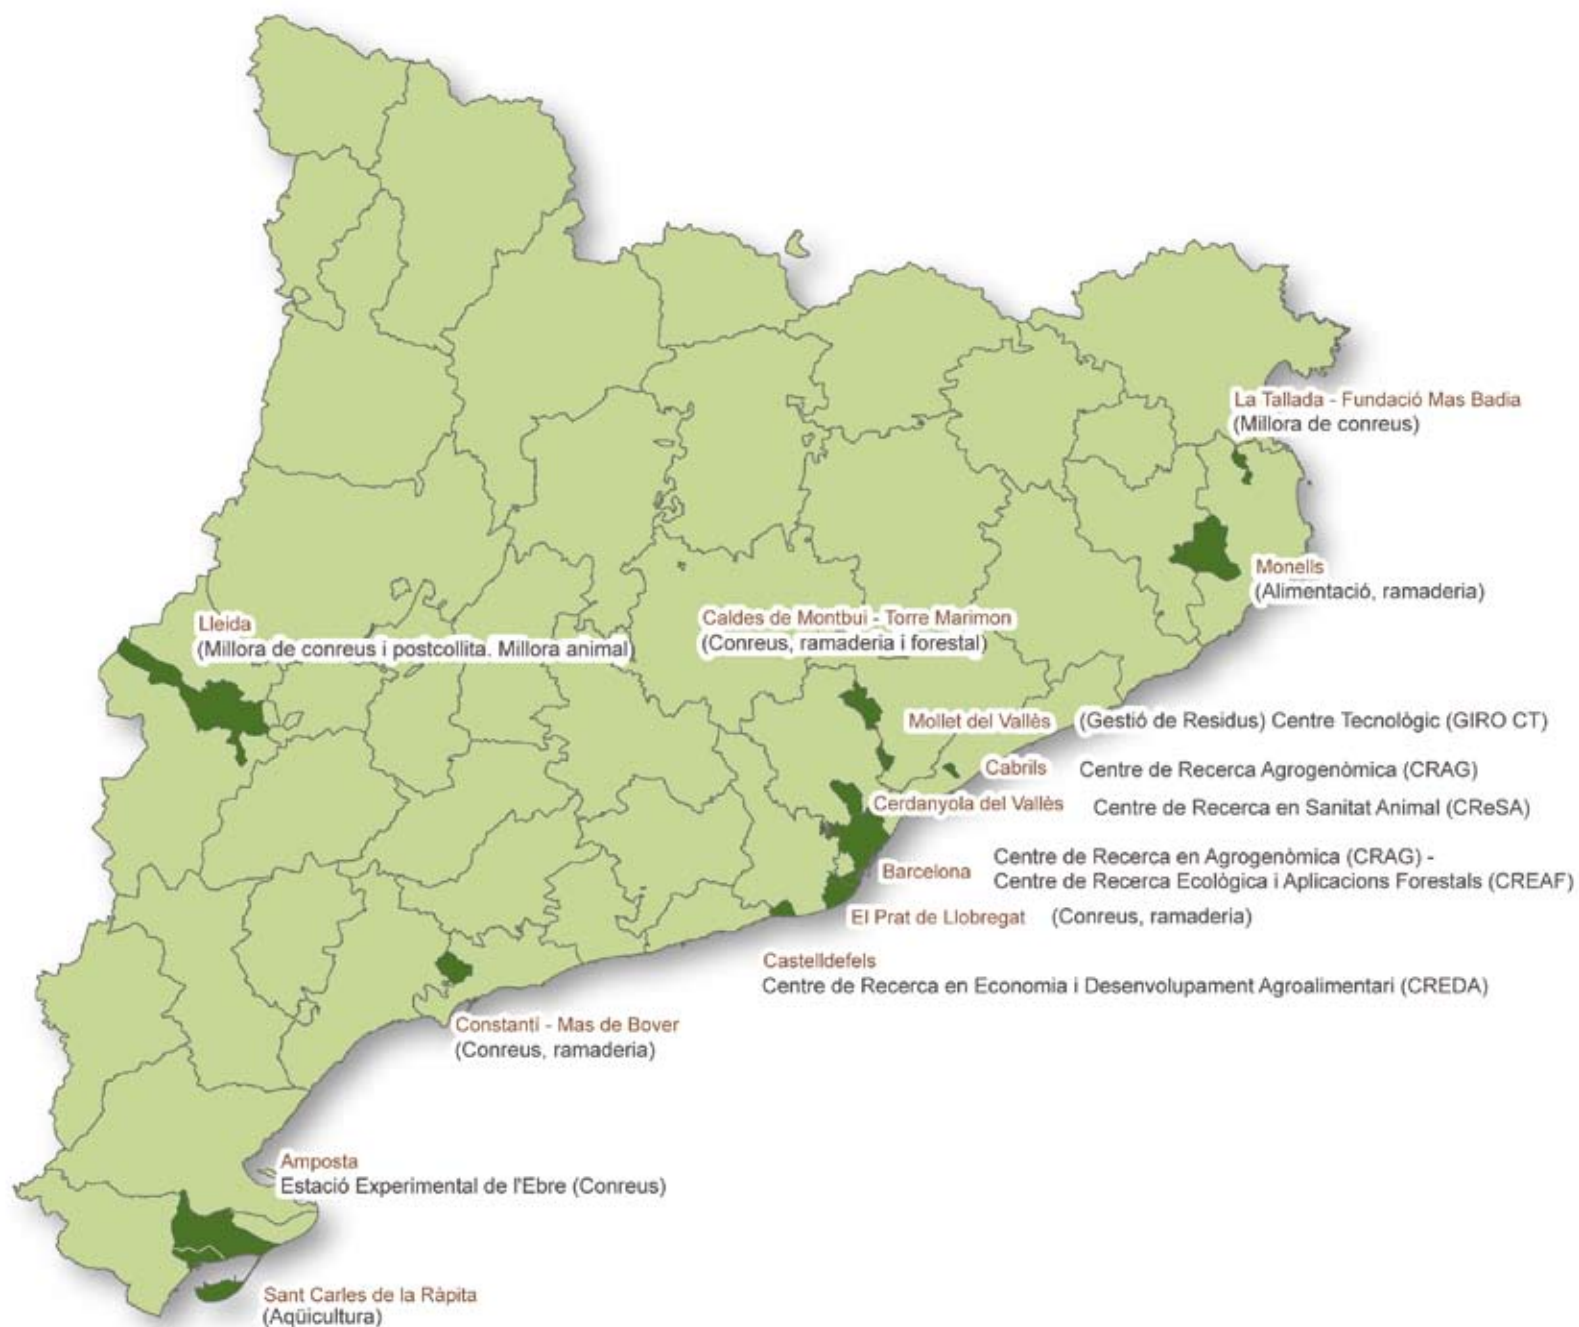 La Tallada - Fundació Mas Badia
(Millora de conreus)
Monells
(Alimentació, ramaderia)
Lleida
(Millora de conreus i postcollita. Millora animal)
Caldes de Montbui - Torre Marimon
(Conreus, ramaderia i forestal)
Mollet del Vallès (Gestió de Residus) Centre Tecnològic (GIRO CT)
Cabrils Centre de Recerca Agrogenòmica (CRAG)
Cerdanyola del Vallès Centre de Recerca en Sanitat Animal (CReSA)
Barcelona Centre de Recerca en Agrogenòmica (CRAG) -
Centre de Recerca Ecològica i Aplicacions Forestals (CREAF)
El Prat de Llobregat (Conreus, ramaderia)
Castelldefels
Centre de Recerca en Economia i Desenvolupament Agroalimentari (CREDA)
Constantí - Mas de Bover
(Conreus, ramaderia)
Amposta
Estació Experimental de l'Ebre (Conreus)
Sant Carles de la Ràpita
(Aqüicultura)